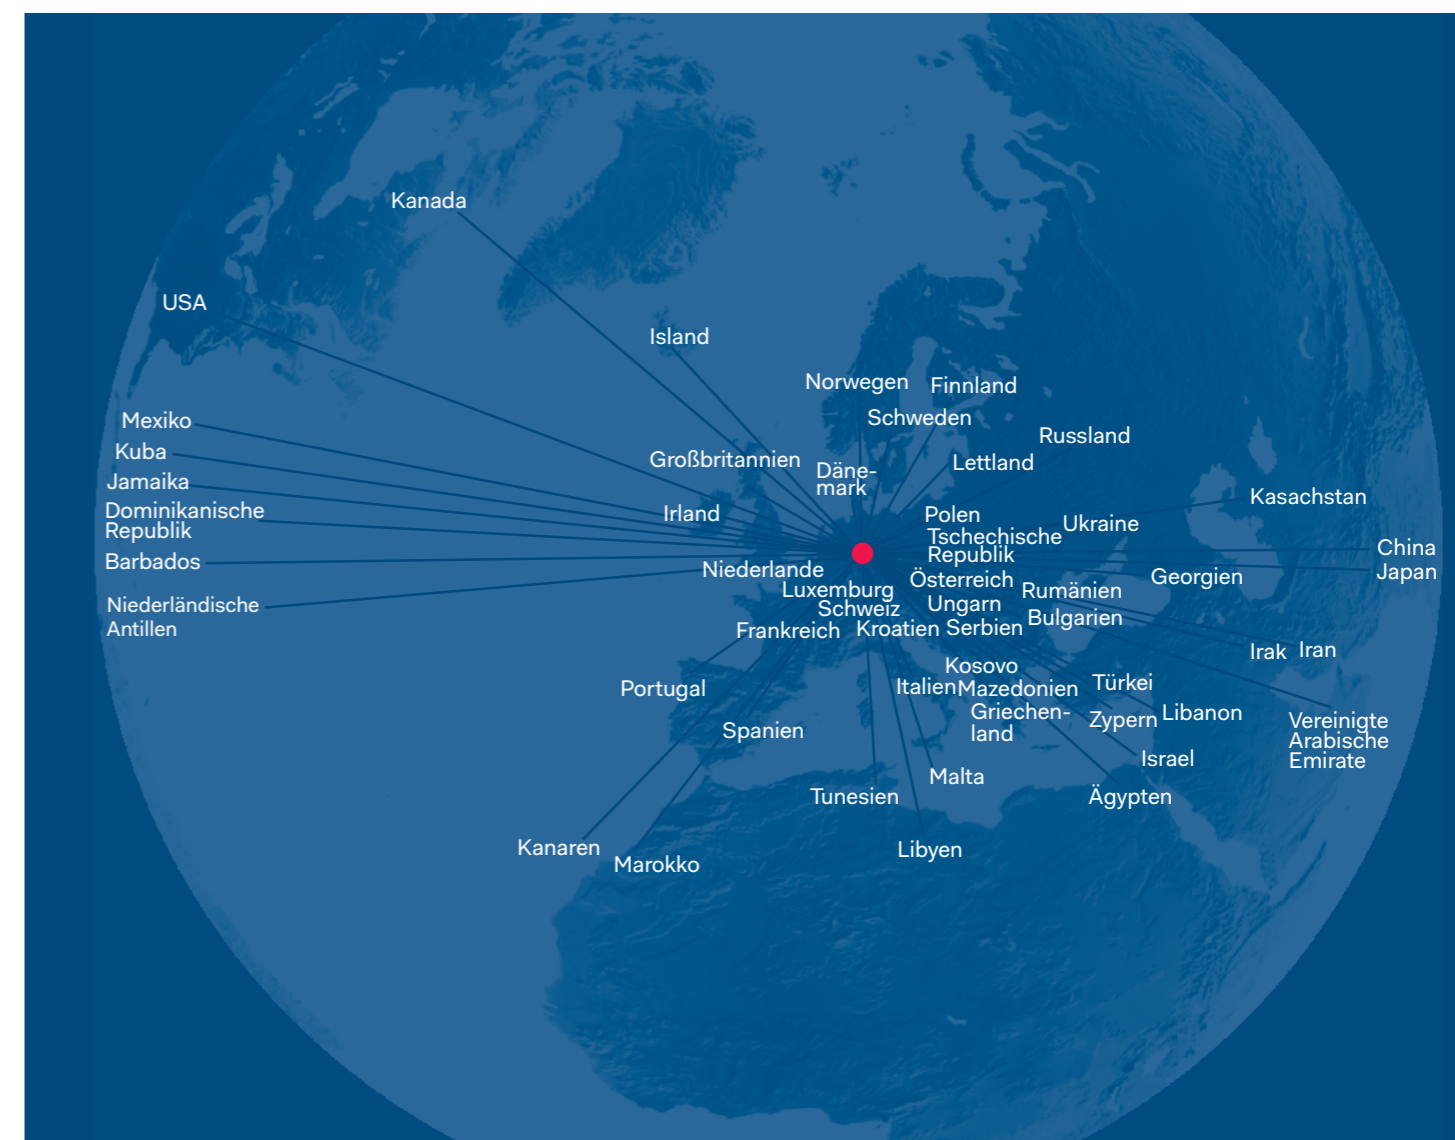 Kanada
USA
Island
Norwegen
Finnland
Schweden
Mexiko
Russland
Kuba
Großbritannien
Däne-
mark
Lettland
Jamaika
Kasachstan
Dominikanische
Republik
Irland
Polen
Ukraine
Tschechische
Republik
China
Barbados
Niederlande
Japan
Georgien
Österreich
Luxemburg
Rumänien
Niederländische
Antillen
Schweiz
Ungarn
Bulgarien
Frankreich
Kroatien
Serbien
Irak
Iran
Kosovo
Portugal
Italien
Mazedonien
Türkei
Griechen-
land
Zypern
Libanon
Vereinigte
Arabische
Emirate
Spanien
Israel
Malta
Tunesien
Ägypten
Kanaren
Libyen
Marokko